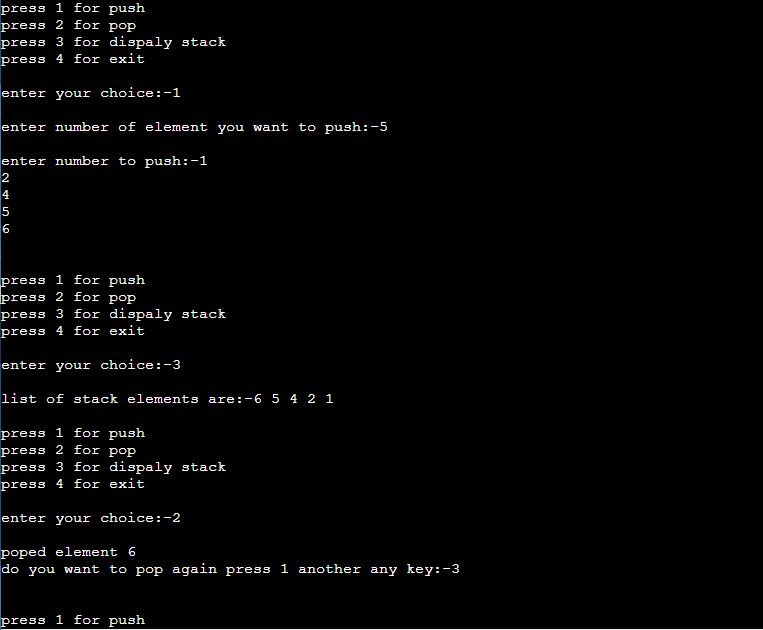 press 1 for push
press 2 for pop
press 3 for dispaly stack
press 4 for exit
enter your choice:-1
enter number of element you want to push:-5
enter number to push:-1
2
4
5
6
press 1 for push
press 2 for pop
press 3 for dispaly stack
press 4 for exit
enter your choice:-3
list of stack elements are:-6 5 4 2 1
press 1 for push
press 2 for pop
press 3 for dispaly stack
press 4 for exit
enter your choice:-2
poped element 6
do you want to pop again press 1 another any key:-3
press 1 for push